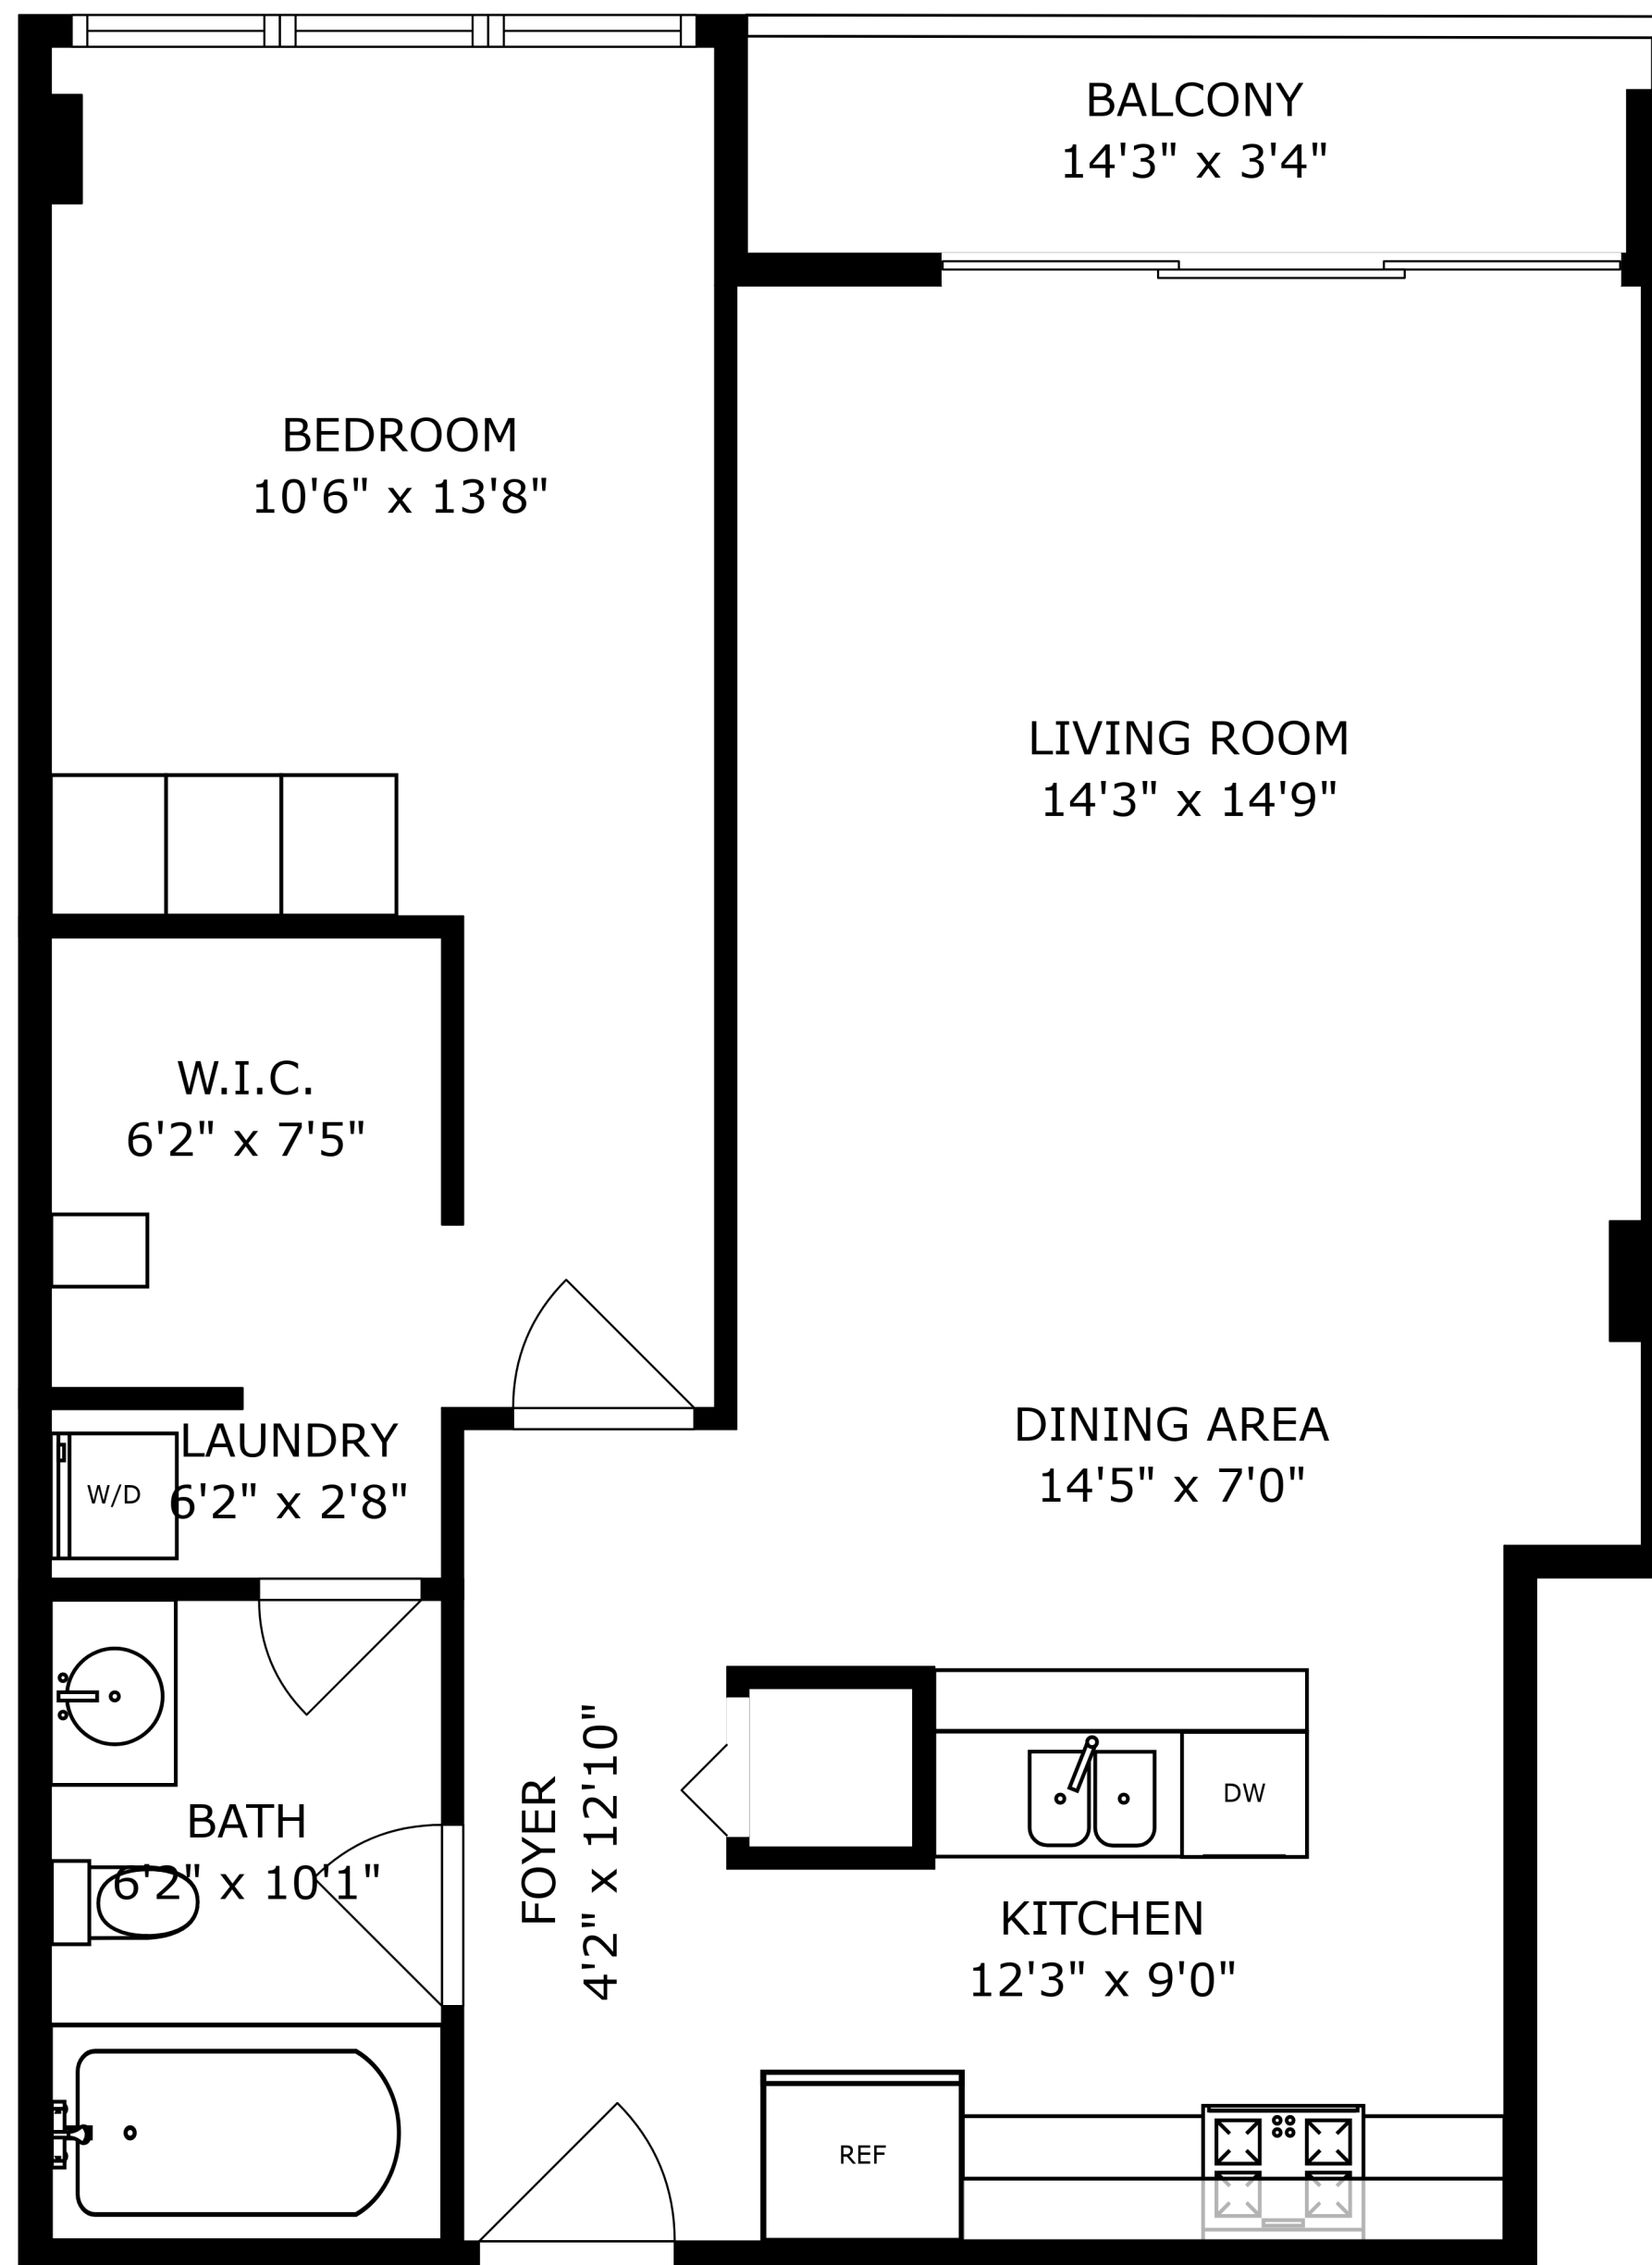 BALCONY
14'3" x 3'4"
BEDROOM
10'6" x 13'8"
LIVING ROOM
14'3" x 14'9"
W.I.C.
6'2" x 7'5"
DINING AREA
14'5" x 7'0"
LAUNDRY
6'2" x 2'8"
W/D
FOYER
4'2" x 12'10"
DW
BATH
6'2" x 10'1"
KITCHEN
12'3" x 9'0"
REF